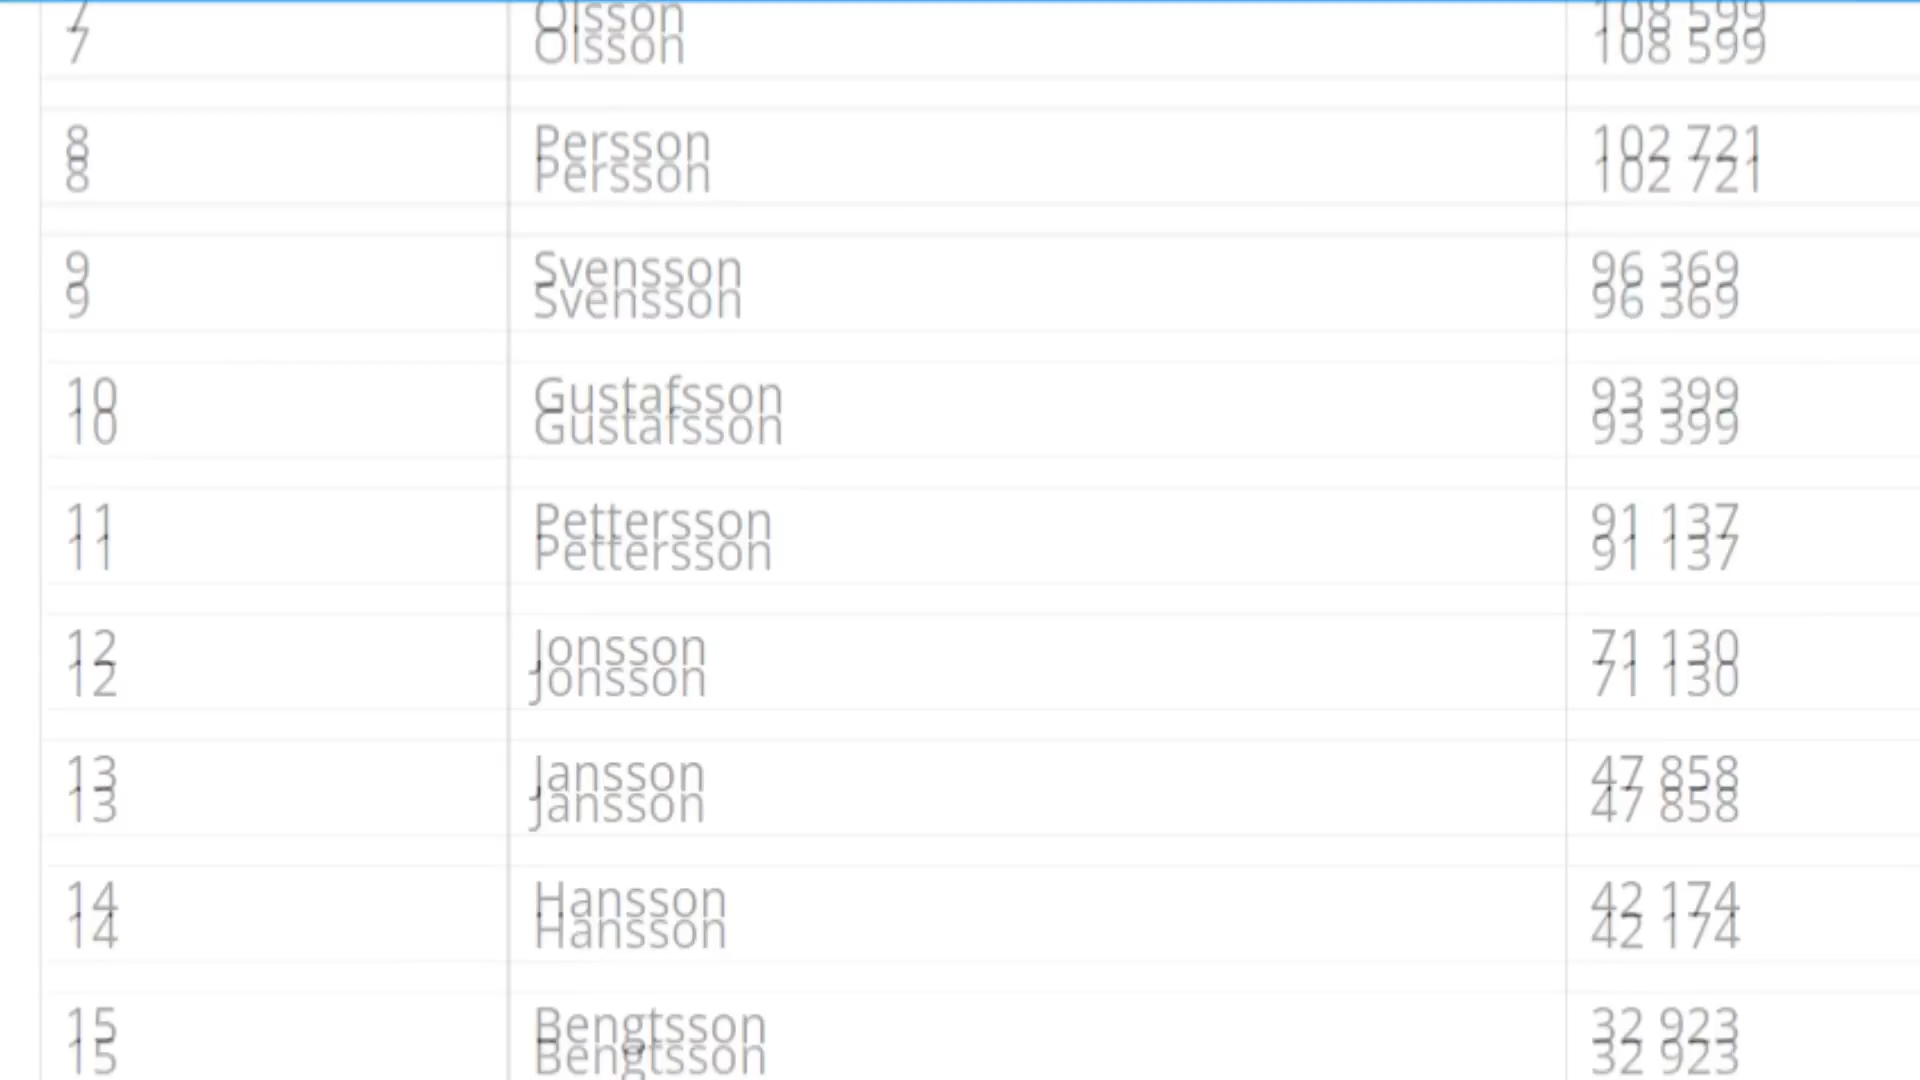 7 Olsson 108 599
8 Persson 102 721
9 Svensson 96 369
10 Gustafsson 93 399
11 Pettersson 91 137
12 Jonsson 71 130
13 Jansson 47 858
14 Hansson 42 174
15 Bengtsson 32 923